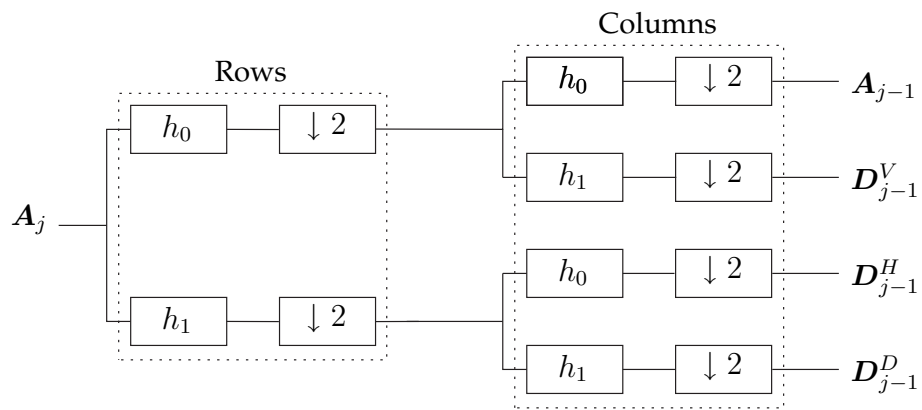 Columns
Rows
h₀ ↓ 2 A_{j−1}
h₀ ↓ 2
h₁ ↓ 2 D^V_{j−1}
A_j
h₀ ↓ 2 D^H_{j−1}
h₁ ↓ 2
h₁ ↓ 2 D^D_{j−1}